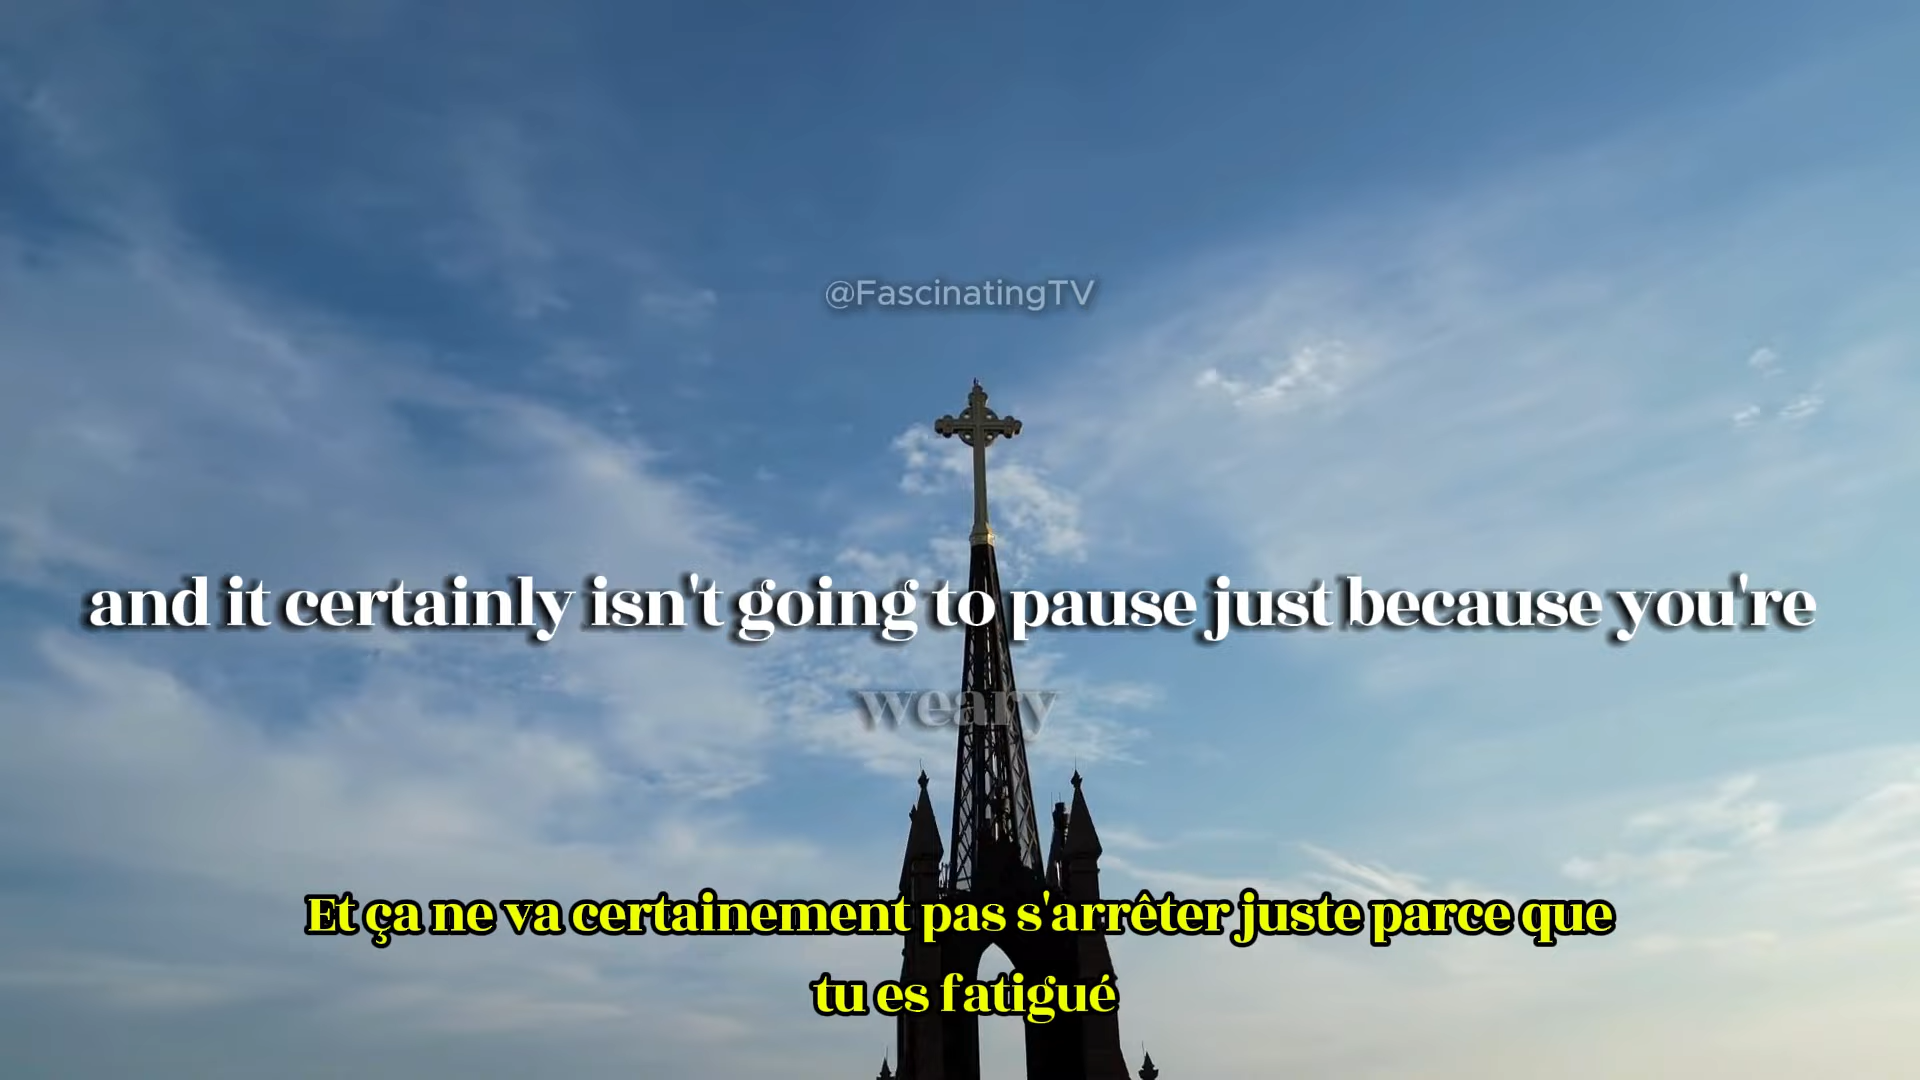 @FascinatingTV
and it certainly isn't going to pause just because you're
weary
Et ça ne va certainement pas s'arrêter juste parce que
tu es fatigué